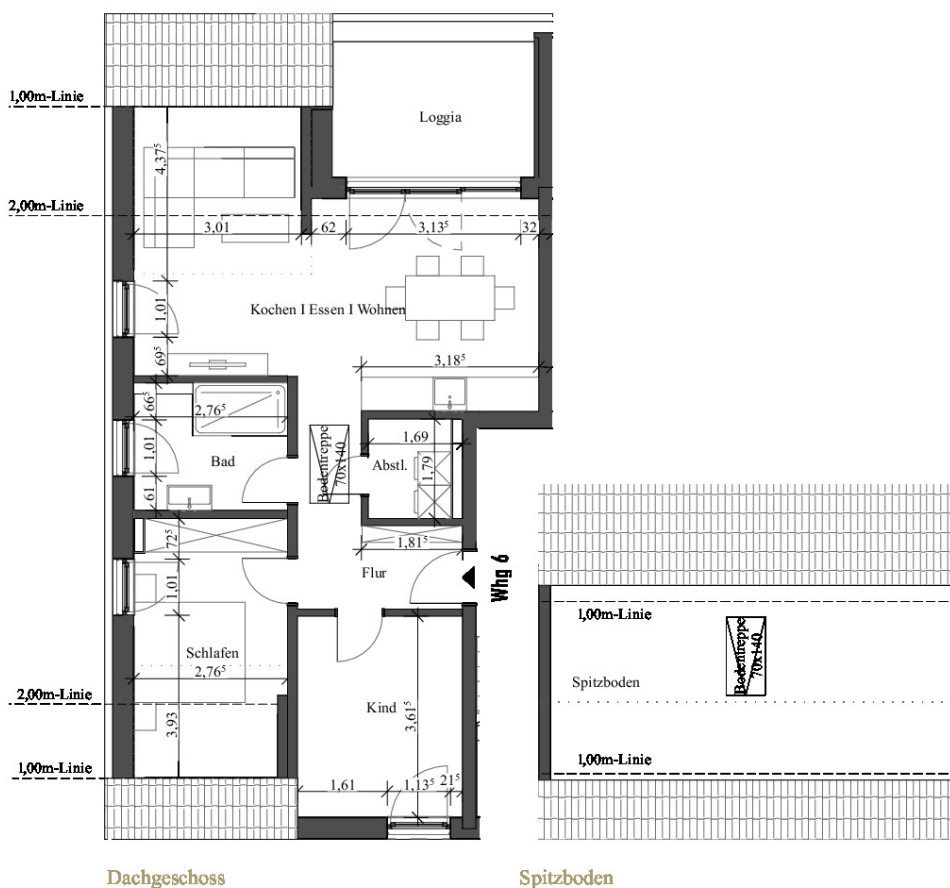 Loggia
1,00m-Linie
4,37⁵
2,00m-Linie
3,01
62
3,13⁵
32
Kochen I Essen I Wohnen
1,01
69⁵
3,18⁵
66⁵
2,76⁵
1,01
Bad
61
Bodentreppe
70x140
1,69
Abstl.
1,79
72⁵
1,81⁵
Flur
Whg 6
1,01
Schlafen
2,76⁵
2,00m-Linie
3,93
Kind
3,61⁵
1,00m-Linie
1,61
1,13⁵
21⁵
1,00m-Linie
Bodentreppe
70x140
Spitzboden
1,00m-Linie
Dachgeschoss
Spitzboden